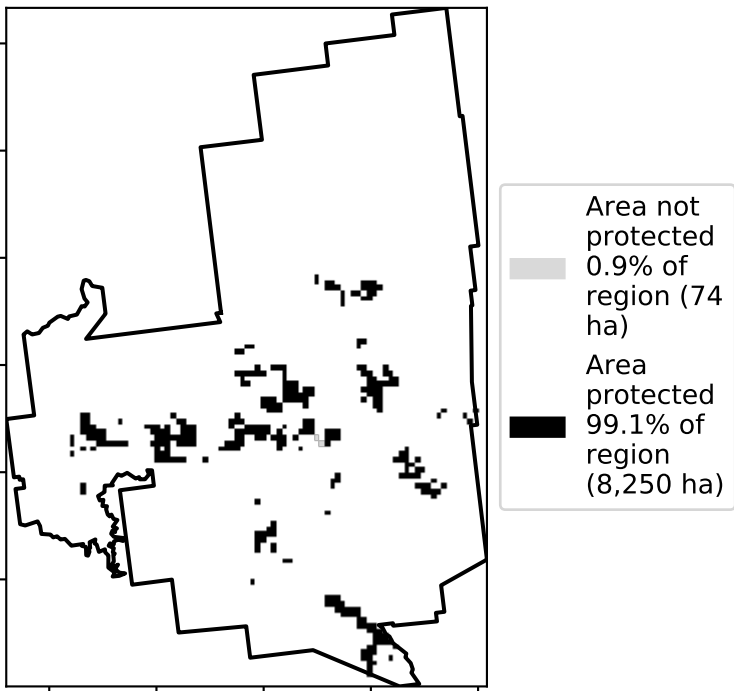 Area not
protected
0.9% of
region (74
ha)
Area
protected
99.1% of
region
(8,250 ha)